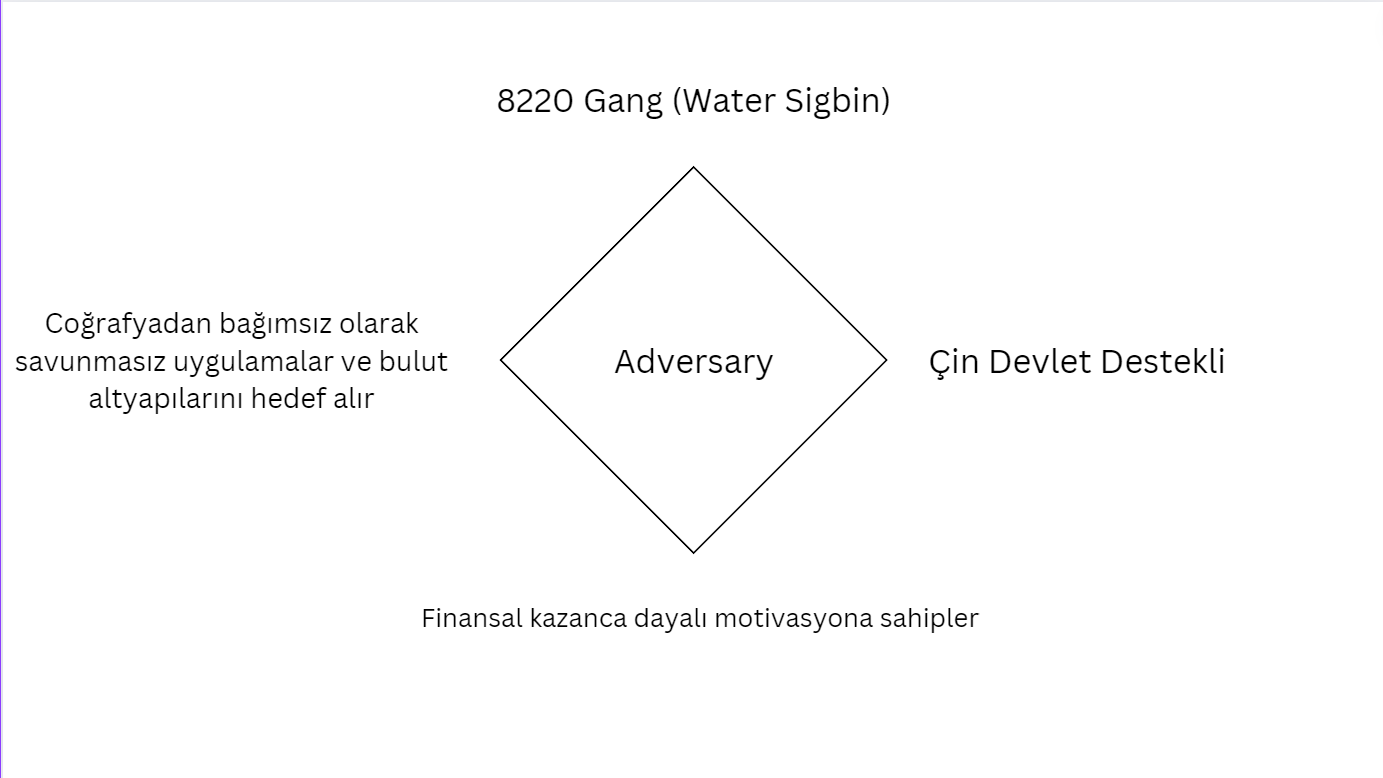 8220 Gang (Water Sigbin)
Coğrafyadan bağımsız olarak
savunmasız uygulamalar ve bulut
altyapılarını hedef alır
Adversary
Çin Devlet Destekli
Finansal kazanca dayalı motivasyona sahipler